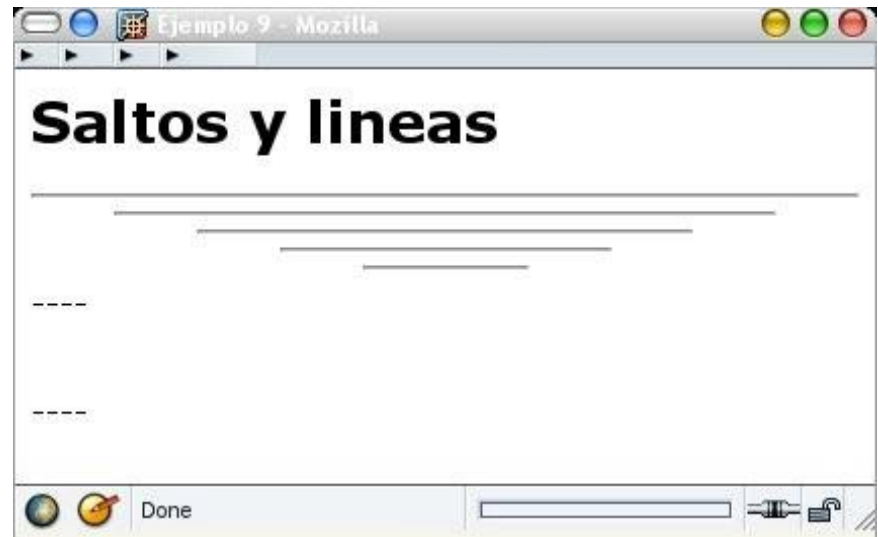 Ejemplo 9 - Mozilla
Saltos y lineas
----
----
Done